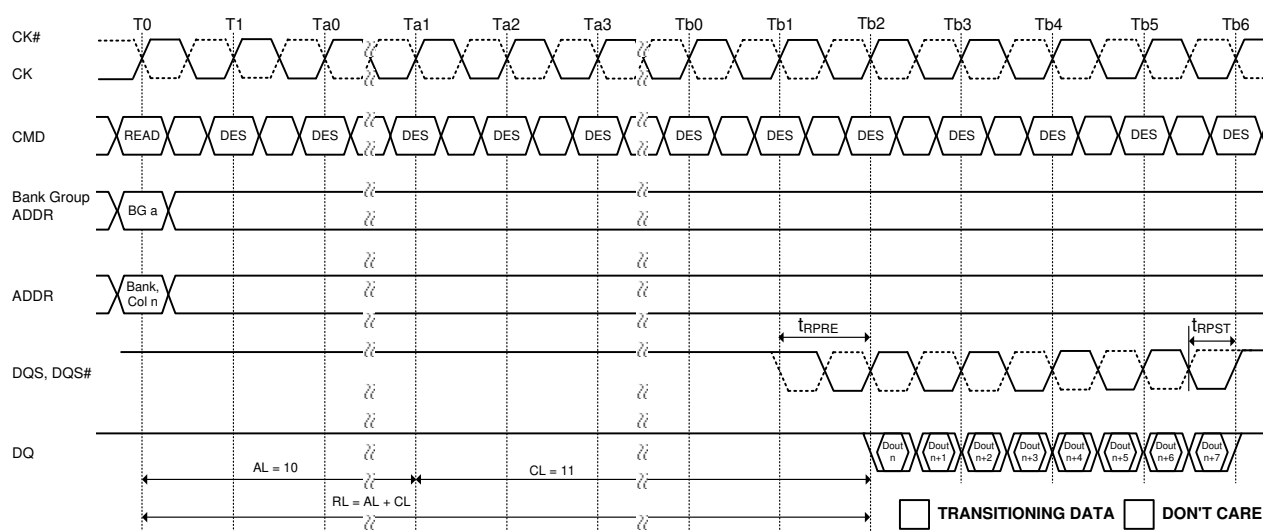 T0 T1 Ta0 Ta1 Ta2 Ta3 Tb0 Tb1 Tb2 Tb3 Tb4 Tb5 Tb6
CK#
CK
CMD READ DES DES DES DES DES DES DES DES DES DES DES DES
Bank Group
ADDR
BG a
ADDR
Bank,
Col n
tRPRE tRPST
DQS, DQS#
DQ
Dout n Dout n+1 Dout n+2 Dout n+3 Dout n+4 Dout n+5 Dout n+6 Dout n+7
AL = 10 CL = 11
RL = AL + CL
TRANSITIONING DATA DON'T CARE